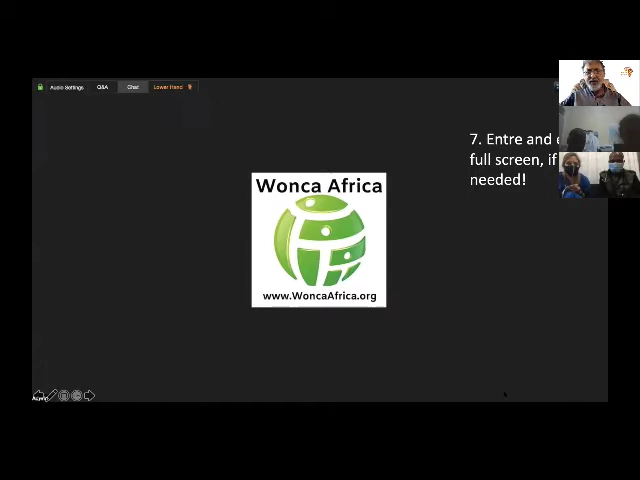 Audio Settings
Q&A
Chat
Lower Hand
7. Entre and
full screen, if
needed!
Wonca Africa
www.WoncaAfrica.org